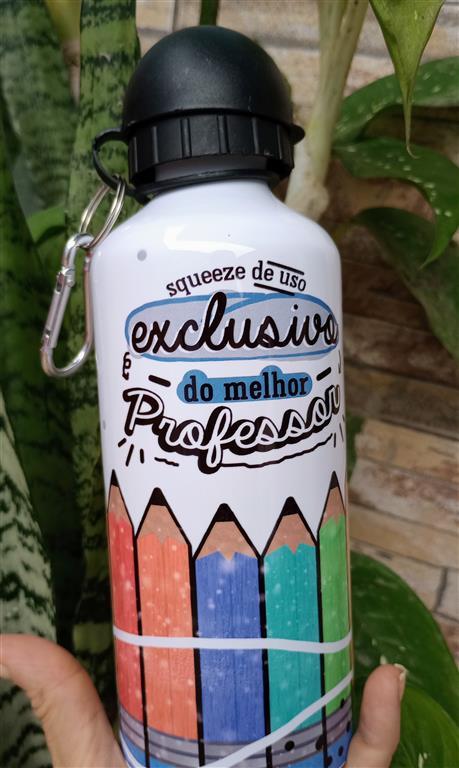 squeeze de uso
exclusivo
do melhor
Professor